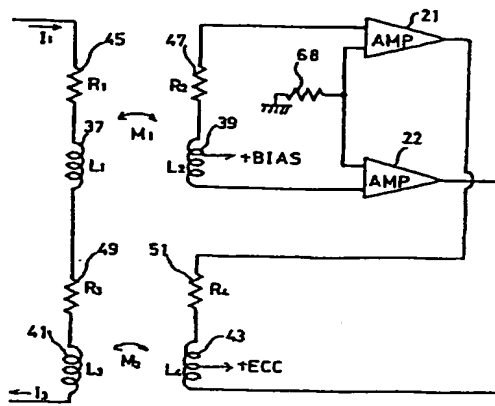 I₁
45
47
21
AMP
68
R₁
R₂
37
M₁
39
L₁
L₂
+BIAS
22
AMP
49
51
R₃
R₄
41
M₂
43
L₃
L₄
+ECC
I₂